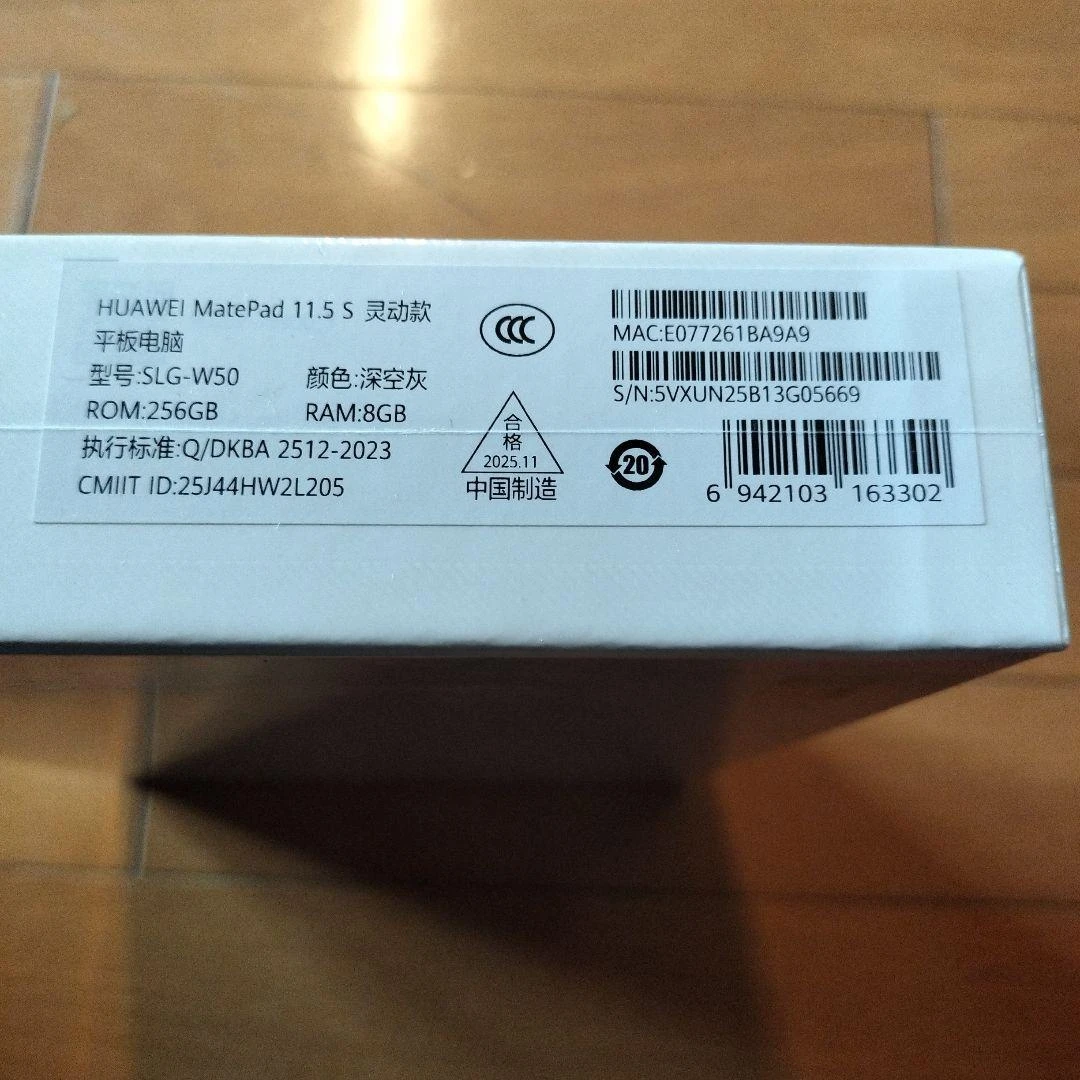 HUAWEI MatePad 11.5 S 灵动款
平板电脑
型号:SLG-W50 颜色:深空灰
ROM:256GB RAM:8GB
执行标准:Q/DKBA 2512-2023
CMIIT ID:25J44HW2L205
CCC
合
格
2025.11
中国制造
20
MAC:E077261BA9A9
S/N:5VXUN25B13G05669
6 942103 163302